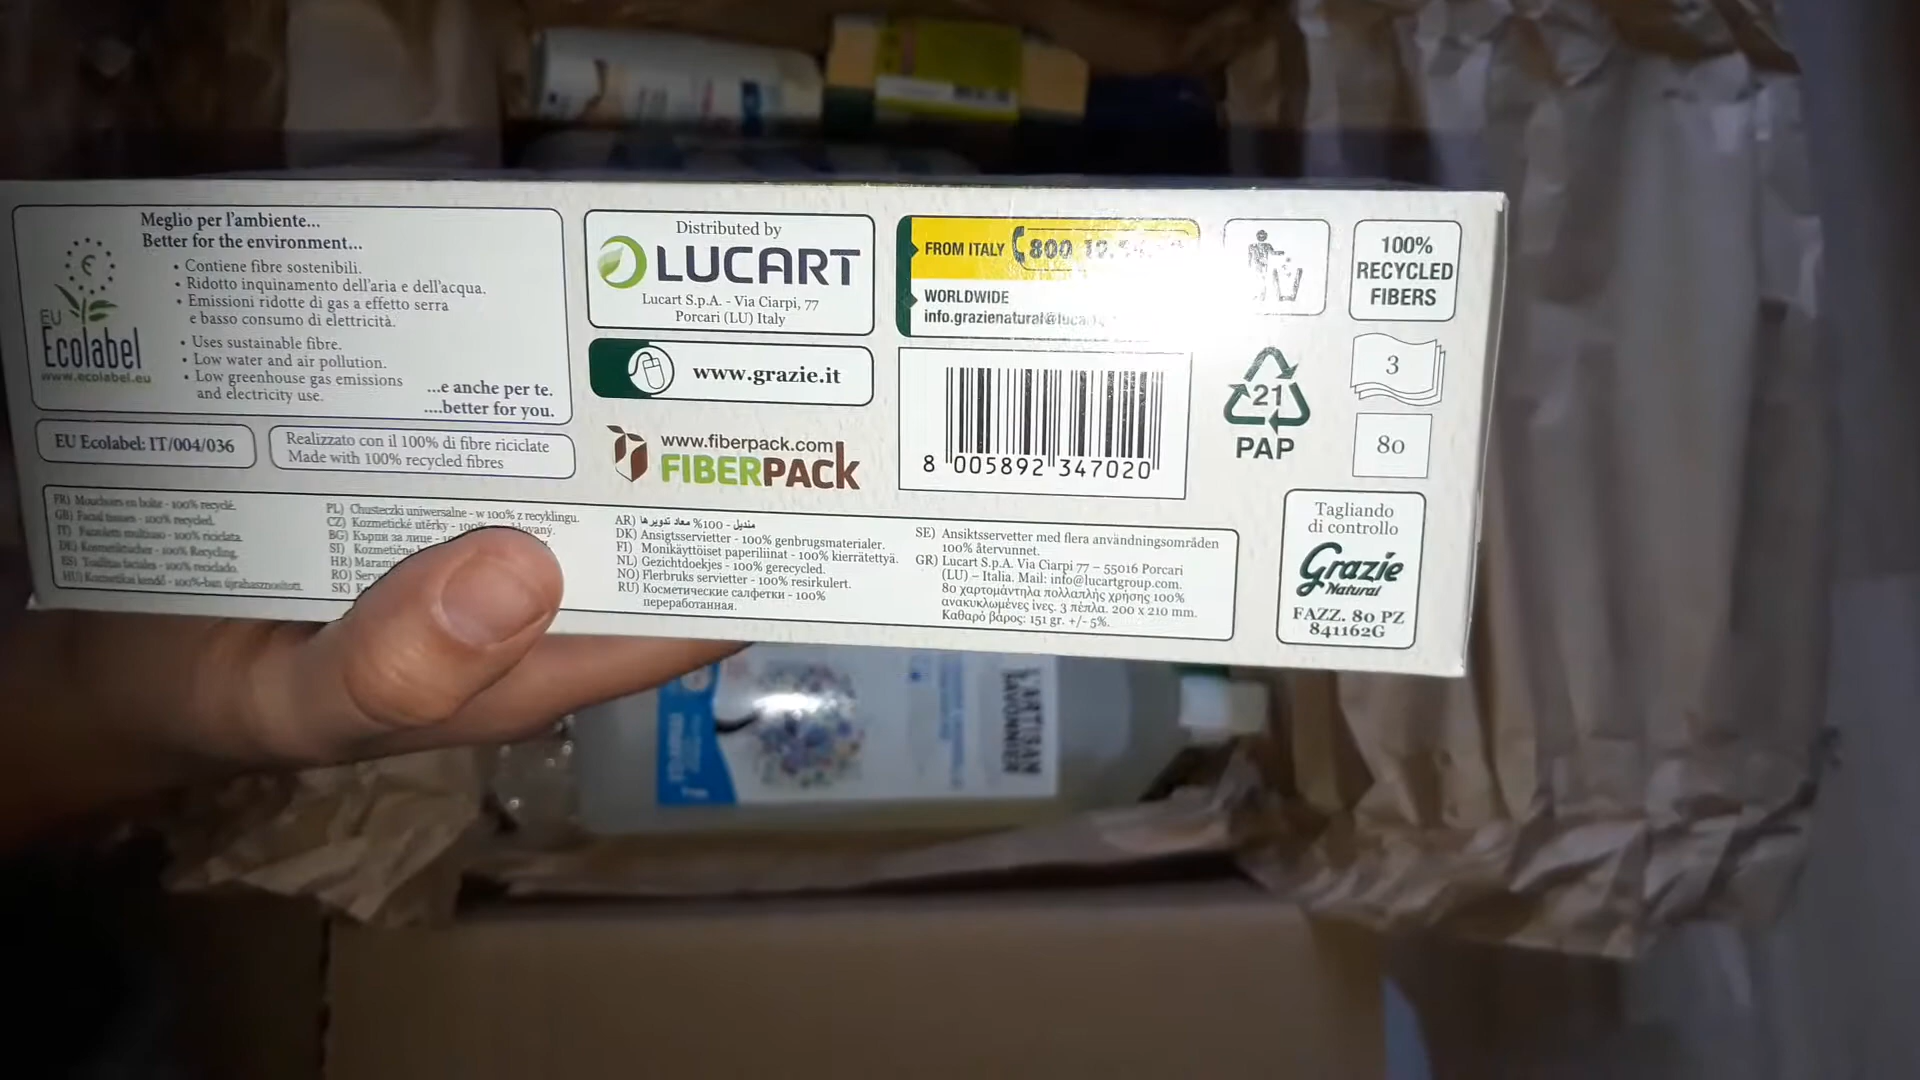 Meglio per l'ambiente...
Better for the environment...
• Contiene fibre sostenibili.
• Ridotto inquinamento dell'aria e dell'acqua.
• Emissioni ridotte di gas a effetto serra
e basso consumo di elettricità.
• Uses sustainable fibre.
• Low water and air pollution.
• Low greenhouse gas emissions
and electricity use.
...e anche per te.
....better for you.
EU
Ecolabel
www.ecolabel.eu
EU Ecolabel: IT/004/036
Realizzato con il 100% di fibre riciclate
Made with 100% recycled fibres
Distributed by
LUCART
Lucart S.p.A. - Via Ciarpi, 77
Porcari (LU) Italy
www.grazie.it
www.fiberpack.com
FIBERPACK
FROM ITALY 800
WORLDWIDE
8 005892 347020
100%
RECYCLED
FIBERS
3
21
PAP
80
Tagliando
di controllo
Grazie
Natural
FAZZ. 80 PZ
841162G
FR) Mouchoirs en boîte - 100% recyclé.
GB) Facial tissues - 100% recycled.
IT) Fazzoletti multiuso - 100% riciclata.
DE) Kosmetiktücher - 100% Recycling.
ES) Toallitas faciales - 100% reciclado.
HU) Kozmetikai kendő - 100%-ban újrahasznosított.
PL) Chusteczki uniwersalne - w 100% z recyklingu.
CZ) Kozmetické utěrky
BG) Кърпи за лице
SI) Kozmetične
HR)
RO)
SK)
AR) منديل - 100% معاد تدويرها
DK) Ansigtsservietter - 100% genbrugsmaterialer.
FI) Monikäyttöiset paperiliinat - 100% kierrätettyä.
NL) Gezichtdoekjes - 100% gerecycled.
NO) Flerbruks servietter - 100% resirkulert.
RU) Косметические салфетки - 100%
переработанная.
SE) Ansiktsservetter med flera användningsområden
100% återvunnet.
GR) Lucart S.p.A. Via Ciarpi 77 – 55016 Porcari
(LU) – Italia. Mail: info@lucartgroup.com.
80 χαρτομάντηλα πολλαπλής χρήσης 100%
ανακυκλωμένες ίνες. 3 πέπλα. 200 x 210 mm.
Καθαρό βάρος: 151 gr. +/- 5%.
L'ARTISAN
SAVONNIER